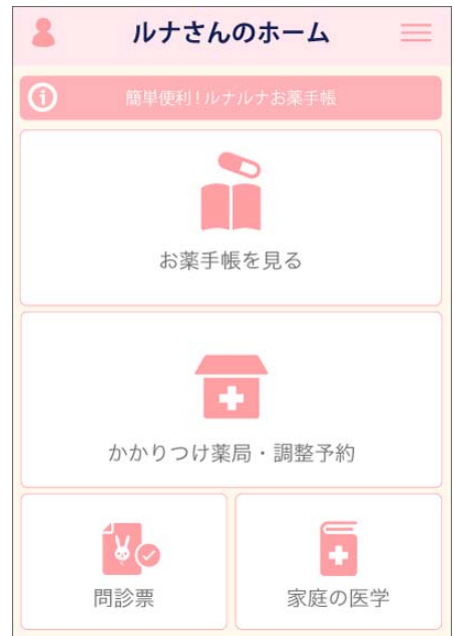 ルナさんのホーム
簡単便利！ルナルナお薬手帳
お薬手帳を見る
かかりつけ薬局・調整予約
問診票
家庭の医学